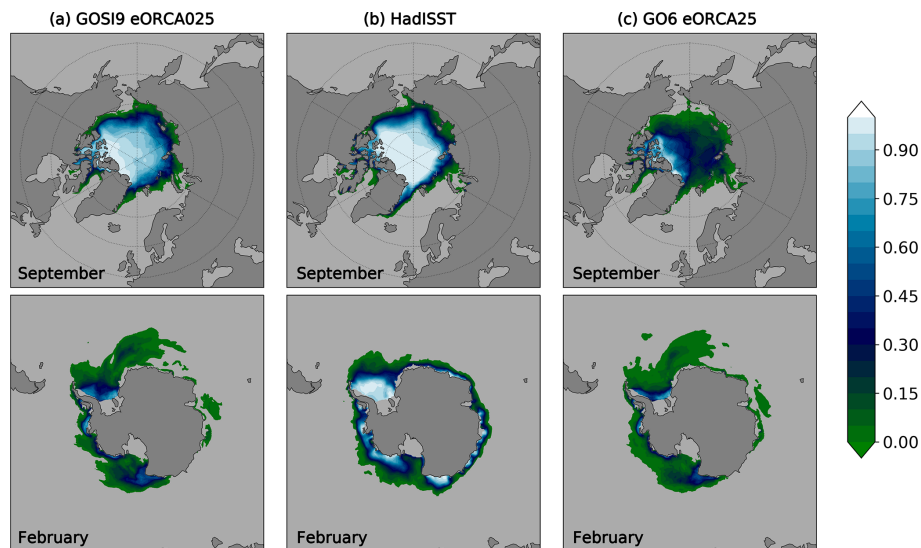 (a) GOSI9 eORCA025
(b) HadISST
(c) GO6 eORCA25
September
September
September
0.90
0.75
0.60
0.45
0.30
0.15
0.00
February
February
February